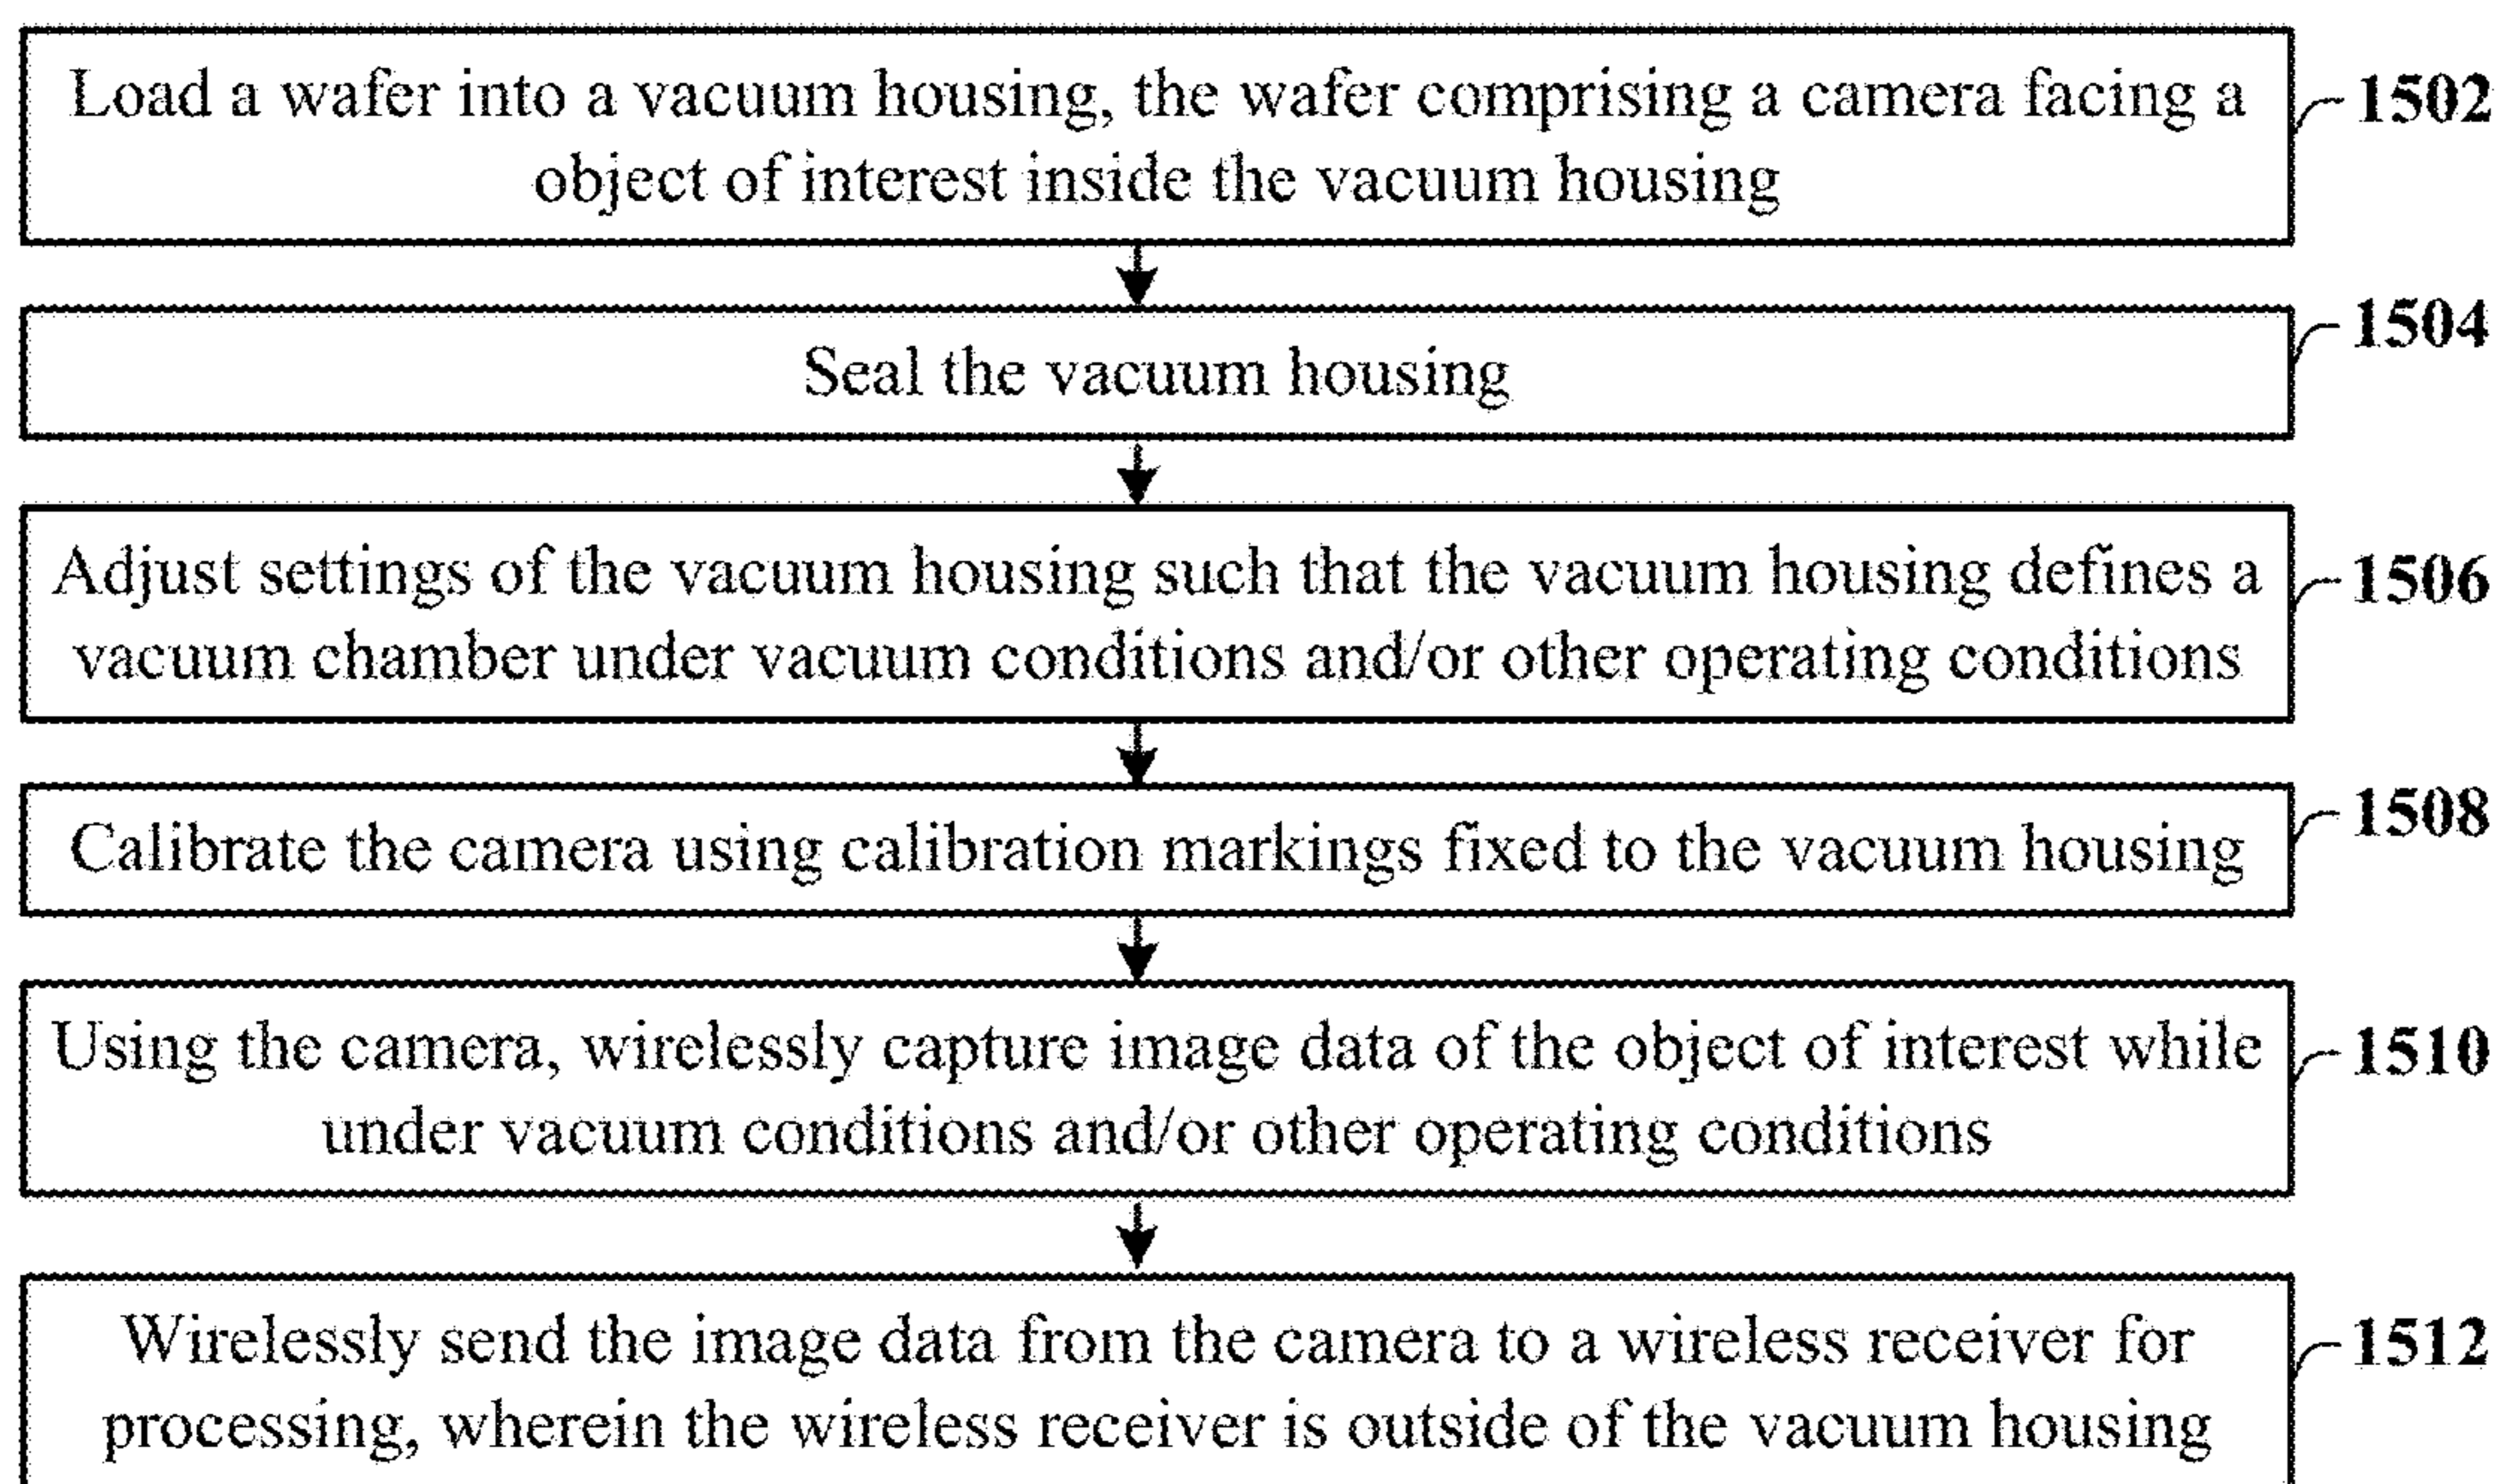 Load a wafer into a vacuum housing, the wafer comprising a camera facing a
object of interest inside the vacuum housing
1502
Seal the vacuum housing
1504
Adjust settings of the vacuum housing such that the vacuum housing defines a
vacuum chamber under vacuum conditions and/or other operating conditions
1506
Calibrate the camera using calibration markings fixed to the vacuum housing
1508
Using the camera, wirelessly capture image data of the object of interest while
under vacuum conditions and/or other operating conditions
1510
Wirelessly send the image data from the camera to a wireless receiver for
processing, wherein the wireless receiver is outside of the vacuum housing
1512